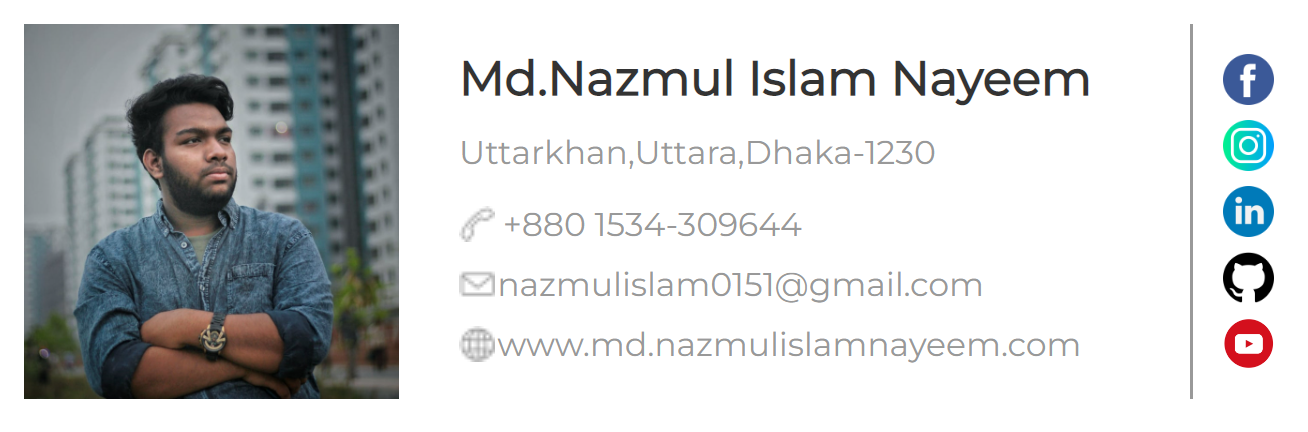 Md.Nazmul Islam Nayeem
Uttarkhan,Uttara,Dhaka-1230
+880 1534-309644
nazmulislam0151@gmail.com
www.md.nazmulislamnayeem.com